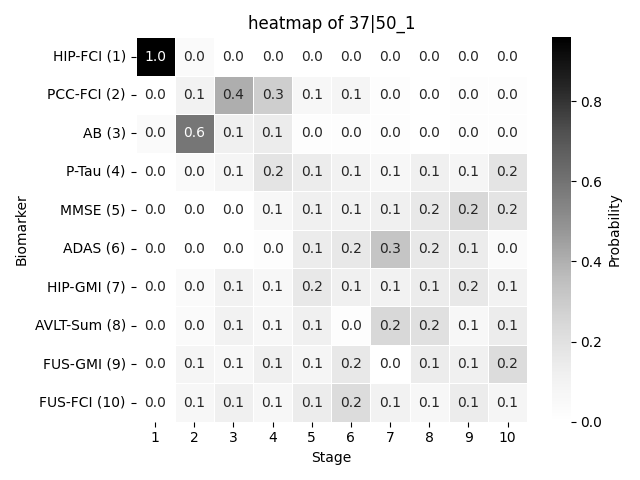 heatmap of 37|50_1
HIP-FCI (1) 1.0 0.0 0.0 0.0 0.0 0.0 0.0 0.0 0.0 0.0
PCC-FCI (2) 0.0 0.1 0.4 0.3 0.1 0.1 0.0 0.0 0.0 0.0
AB (3) 0.0 0.6 0.1 0.1 0.0 0.0 0.0 0.0 0.0 0.0
P-Tau (4) 0.0 0.0 0.1 0.2 0.1 0.1 0.1 0.1 0.1 0.2
MMSE (5) 0.0 0.0 0.0 0.1 0.1 0.1 0.1 0.2 0.2 0.2
ADAS (6) 0.0 0.0 0.0 0.0 0.1 0.2 0.3 0.2 0.1 0.0
HIP-GMI (7) 0.0 0.0 0.1 0.1 0.2 0.1 0.1 0.1 0.2 0.1
AVLT-Sum (8) 0.0 0.0 0.1 0.1 0.1 0.0 0.2 0.2 0.1 0.1
FUS-GMI (9) 0.0 0.1 0.1 0.1 0.1 0.2 0.0 0.1 0.1 0.2
FUS-FCI (10) 0.0 0.1 0.1 0.1 0.1 0.2 0.1 0.1 0.1 0.1
1 2 3 4 5 6 7 8 9 10
Stage
Biomarker
0.8
0.6
0.4
0.2
0.0
Probability